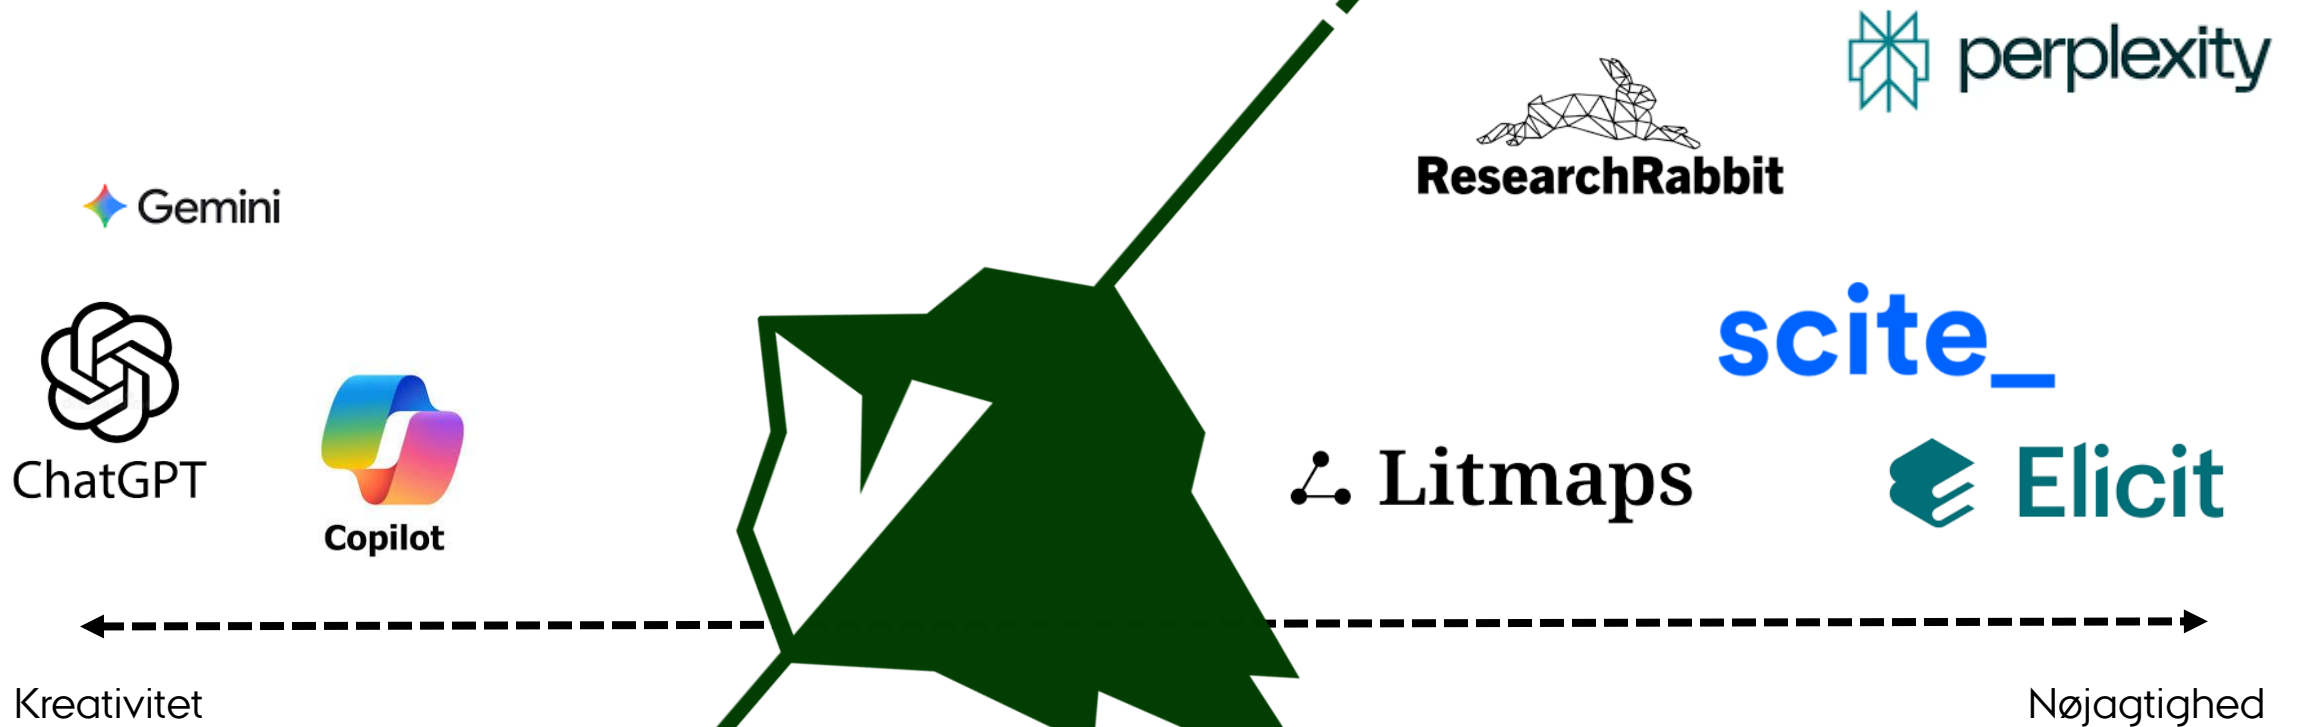 perplexity
ResearchRabbit
Gemini
scite_
ChatGPT
Copilot
Litmaps
Elicit
Kreativitet
Nøjagtighed